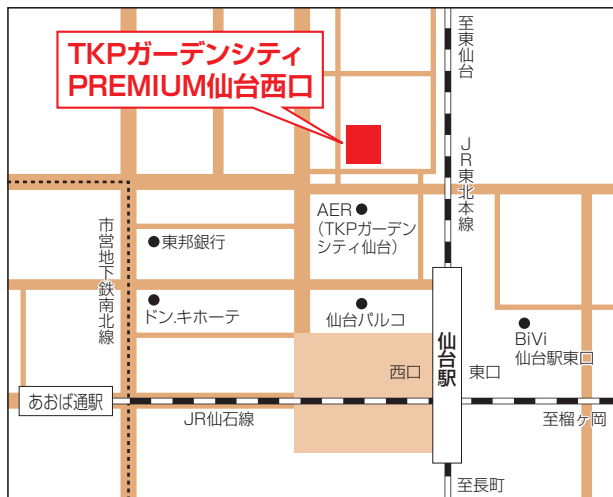 TKPガーデンシティ
PREMIUM仙台西口
至東仙台
JR東北本線
AER
(TKPガーデン
シティ仙台)
市営地下鉄南北線
東邦銀行
ドン.キホーテ
仙台パルコ
仙台駅
BiVi
仙台駅東口
西口
東口
あおば通駅
JR仙石線
至榴ヶ岡
至長町